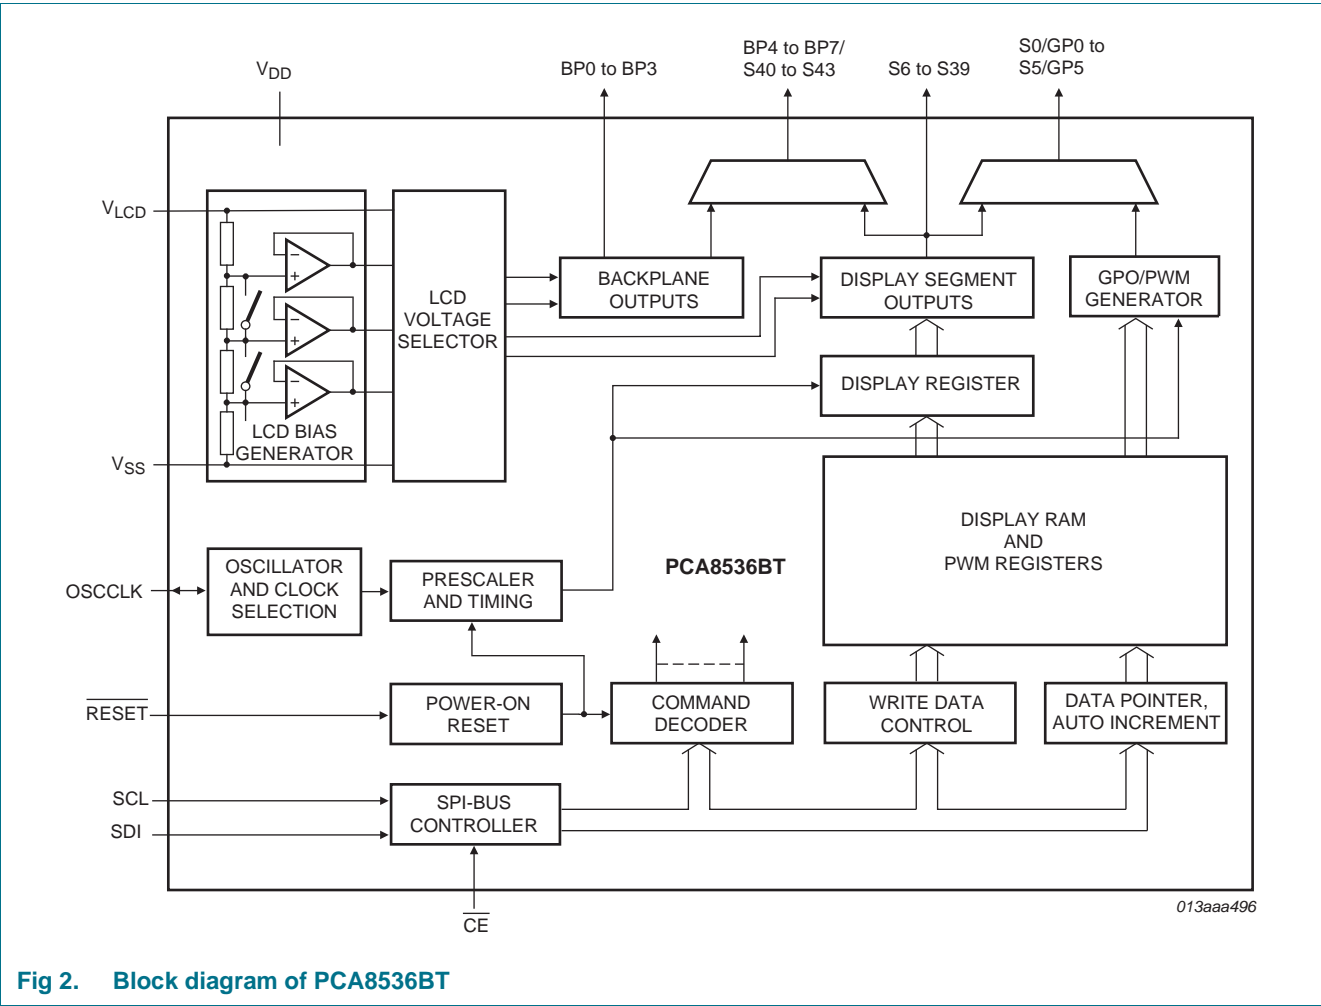 BP4 to BP7/
S40 to S43
S0/GP0 to
S5/GP5
VDD
BP0 to BP3
S6 to S39
VLCD
−
+
−
+
−
+
LCD BIAS
GENERATOR
LCD
VOLTAGE
SELECTOR
BACKPLANE
OUTPUTS
DISPLAY SEGMENT
OUTPUTS
GPO/PWM
GENERATOR
DISPLAY REGISTER
VSS
DISPLAY RAM
AND
PWM REGISTERS
PCA8536BT
OSCCLK
OSCILLATOR
AND CLOCK
SELECTION
PRESCALER
AND TIMING
RESET
POWER-ON
RESET
COMMAND
DECODER
WRITE DATA
CONTROL
DATA POINTER,
AUTO INCREMENT
SCL
SDI
SPI-BUS
CONTROLLER
CE
013aaa496
Fig 2. Block diagram of PCA8536BT